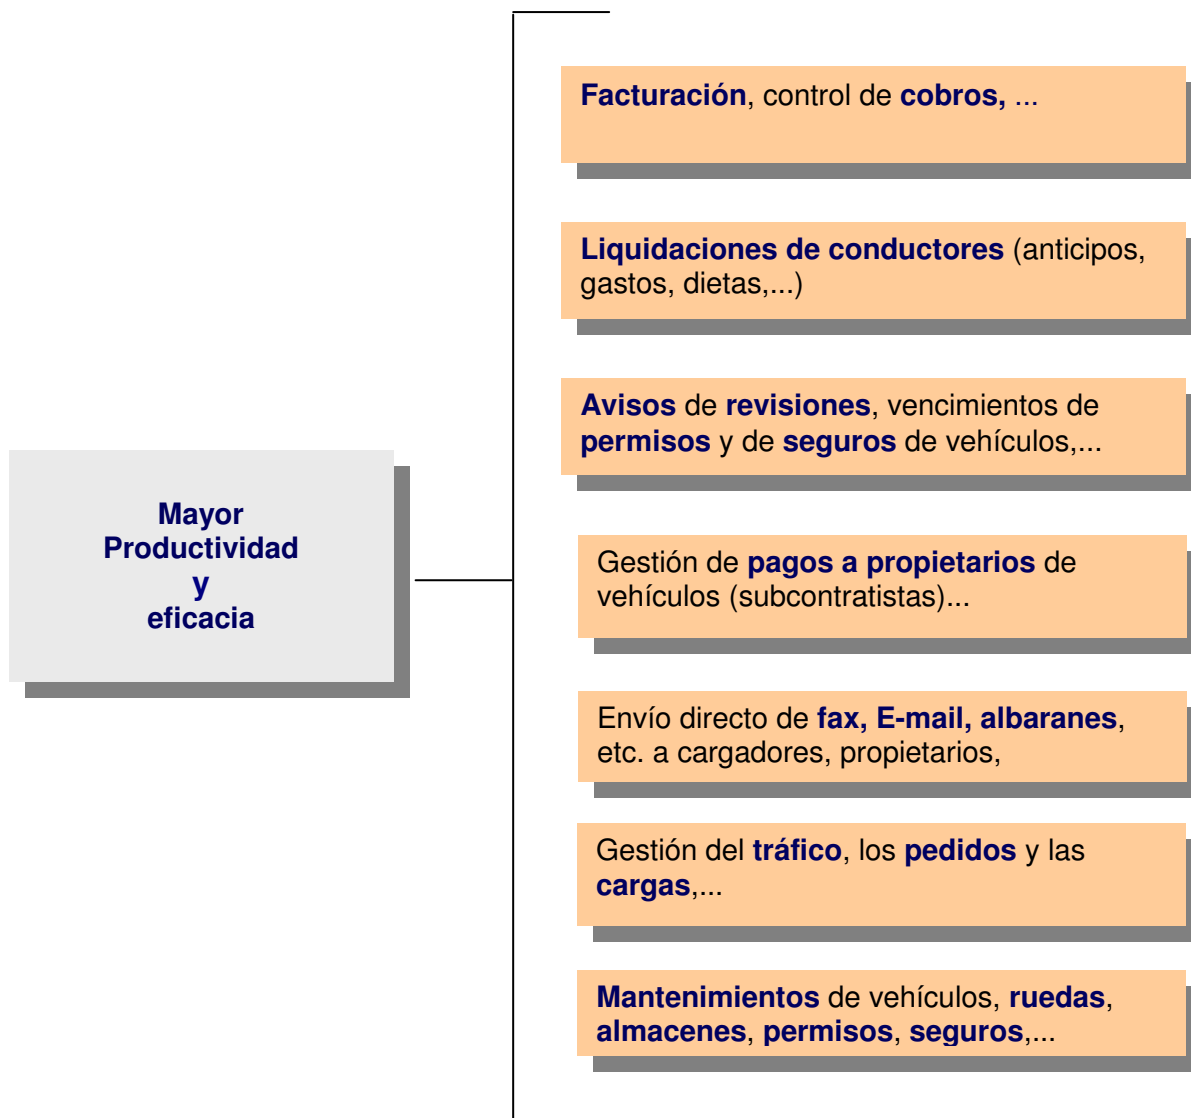 Facturación, control de cobros, ...
Liquidaciones de conductores (anticipos,
gastos, dietas,...)
Avisos de revisiones, vencimientos de
permisos y de seguros de vehículos,...
Mayor
Productividad
y
eficacia
Gestión de pagos a propietarios de
vehículos (subcontratistas)...
Envío directo de fax, E-mail, albaranes,
etc. a cargadores, propietarios,
Gestión del tráfico, los pedidos y las
cargas,...
Mantenimientos de vehículos, ruedas,
almacenes, permisos, seguros,...